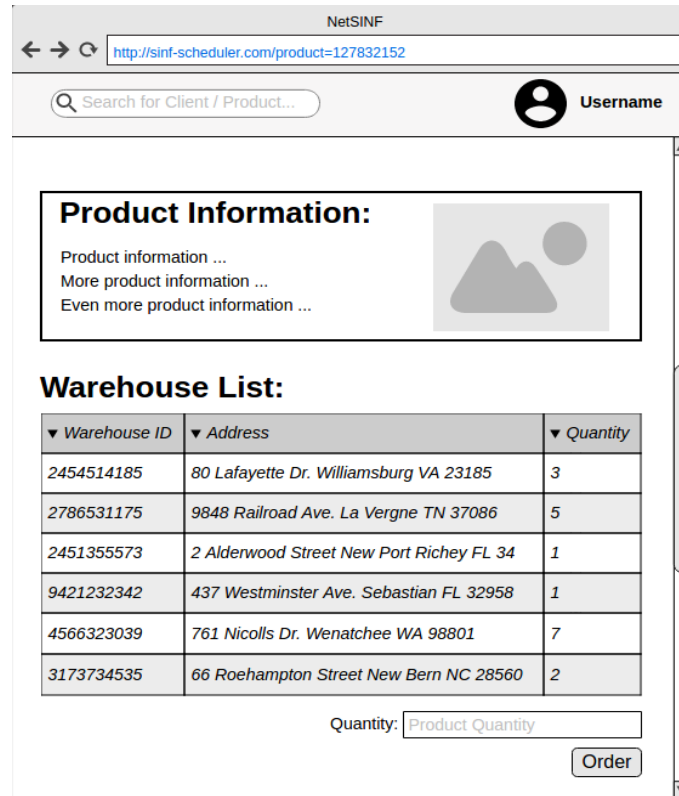 NetSINF
http://sinf-scheduler.com/product=127832152
Search for Client / Product...
Username
Product Information:
Product information ...
More product information ...
Even more product information ...
Warehouse List:
▼ Warehouse ID ▼ Address ▼ Quantity
2454514185 80 Lafayette Dr. Williamsburg VA 23185 3
2786531175 9848 Railroad Ave. La Vergne TN 37086 5
2451355573 2 Alderwood Street New Port Richey FL 34 1
9421232342 437 Westminster Ave. Sebastian FL 32958 1
4566323039 761 Nicolls Dr. Wenatchee WA 98801 7
3173734535 66 Roehampton Street New Bern NC 28560 2
Quantity: Product Quantity
Order